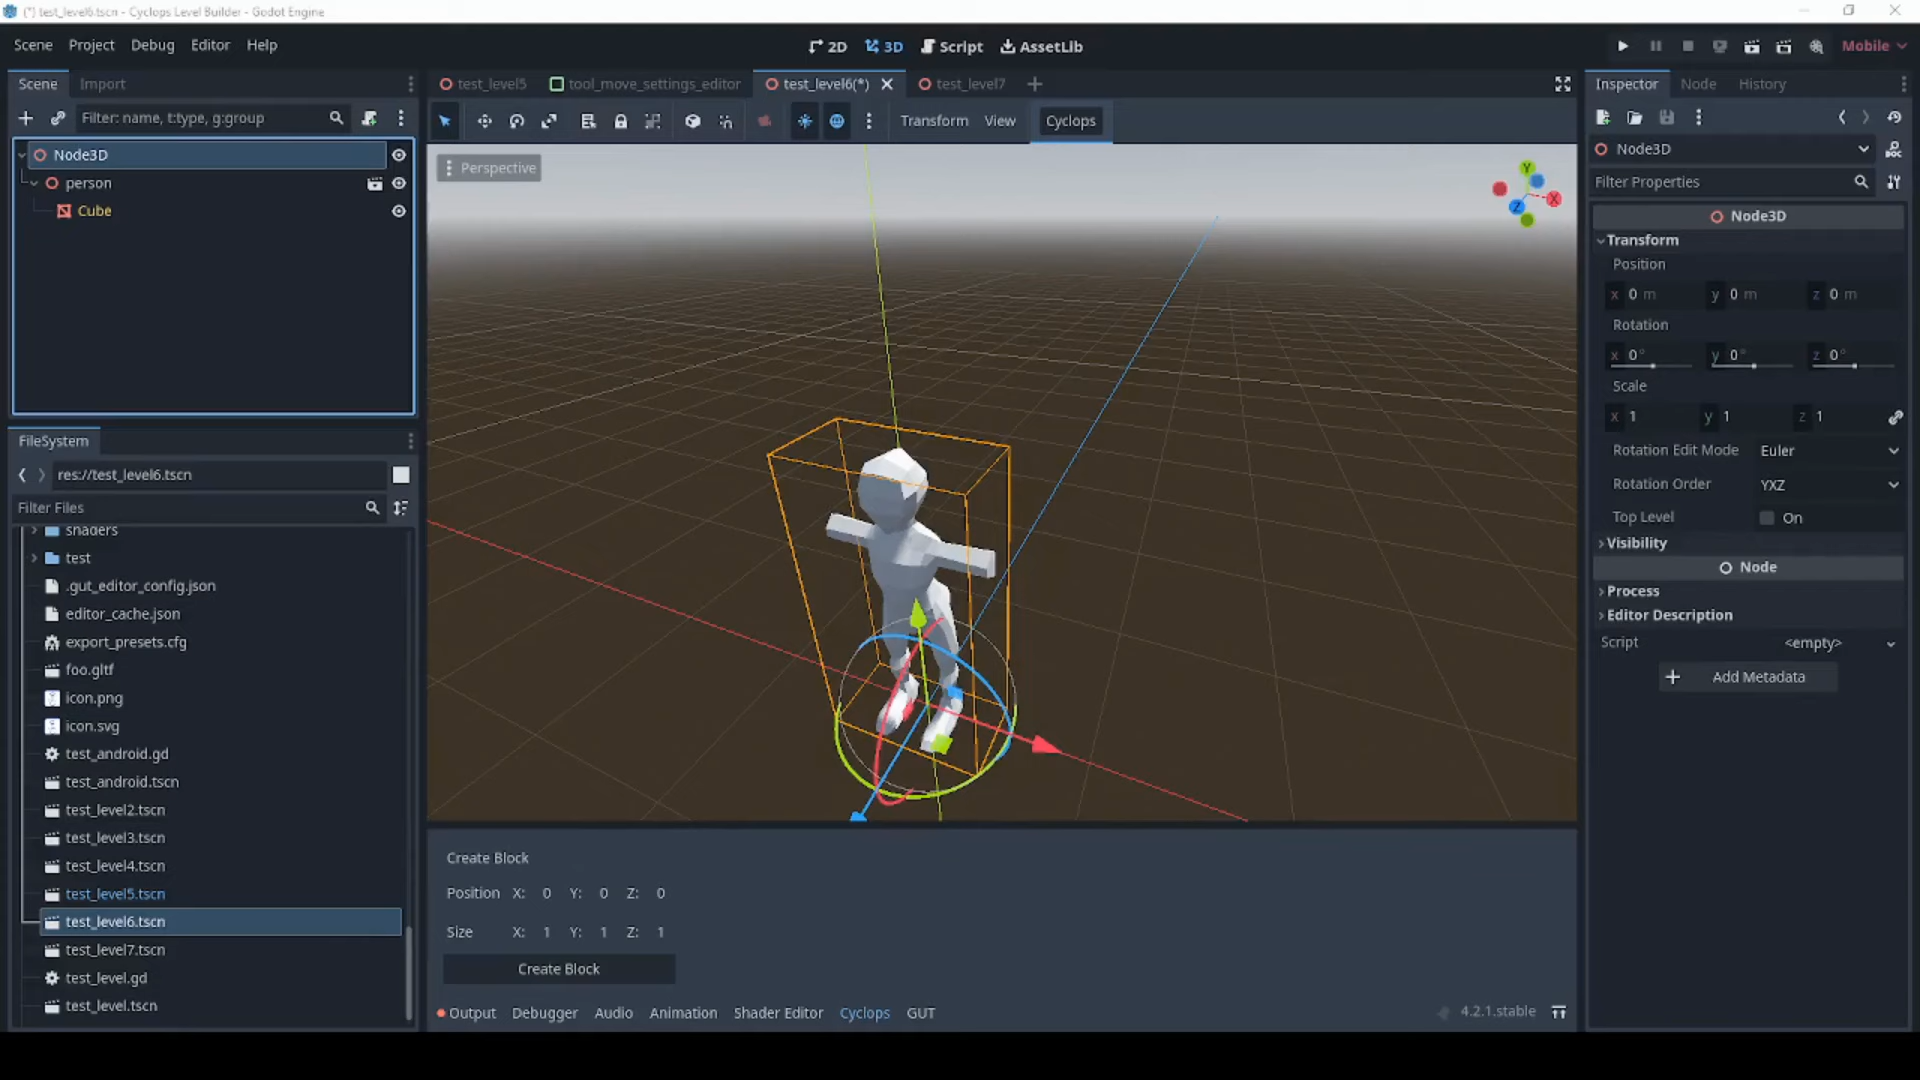 (*) test_level6.tscn - Cyclops Level Builder - Godot Engine
Scene Project Debug Editor Help
2D 3D Script AssetLib
Mobile
Scene Import
test_level5 tool_move_settings_editor test_level6(*) test_level7
Inspector Node History
Filter: name, t:type, g:group
Transform View Cyclops
Node3D
person
Cube
Perspective
Y
X
Z
Node3D
Filter Properties
Node3D
Transform
Position
x 0 m y 0 m z 0 m
Rotation
x 0° y 0° z 0°
Scale
x 1 y 1 z 1
Rotation Edit Mode Euler
Rotation Order YXZ
Top Level On
Visibility
Node
Process
Editor Description
Script <empty>
Add Metadata
FileSystem
res://test_level6.tscn
Filter Files
shaders
test
.gut_editor_config.json
editor_cache.json
export_presets.cfg
foo.gltf
icon.png
icon.svg
test_android.gd
test_android.tscn
test_level2.tscn
test_level3.tscn
test_level4.tscn
test_level5.tscn
test_level6.tscn
test_level7.tscn
test_level.gd
test_level.tscn
Create Block
Position X: 0 Y: 0 Z: 0
Size X: 1 Y: 1 Z: 1
Create Block
Output Debugger Audio Animation Shader Editor Cyclops GUT
4.2.1.stable